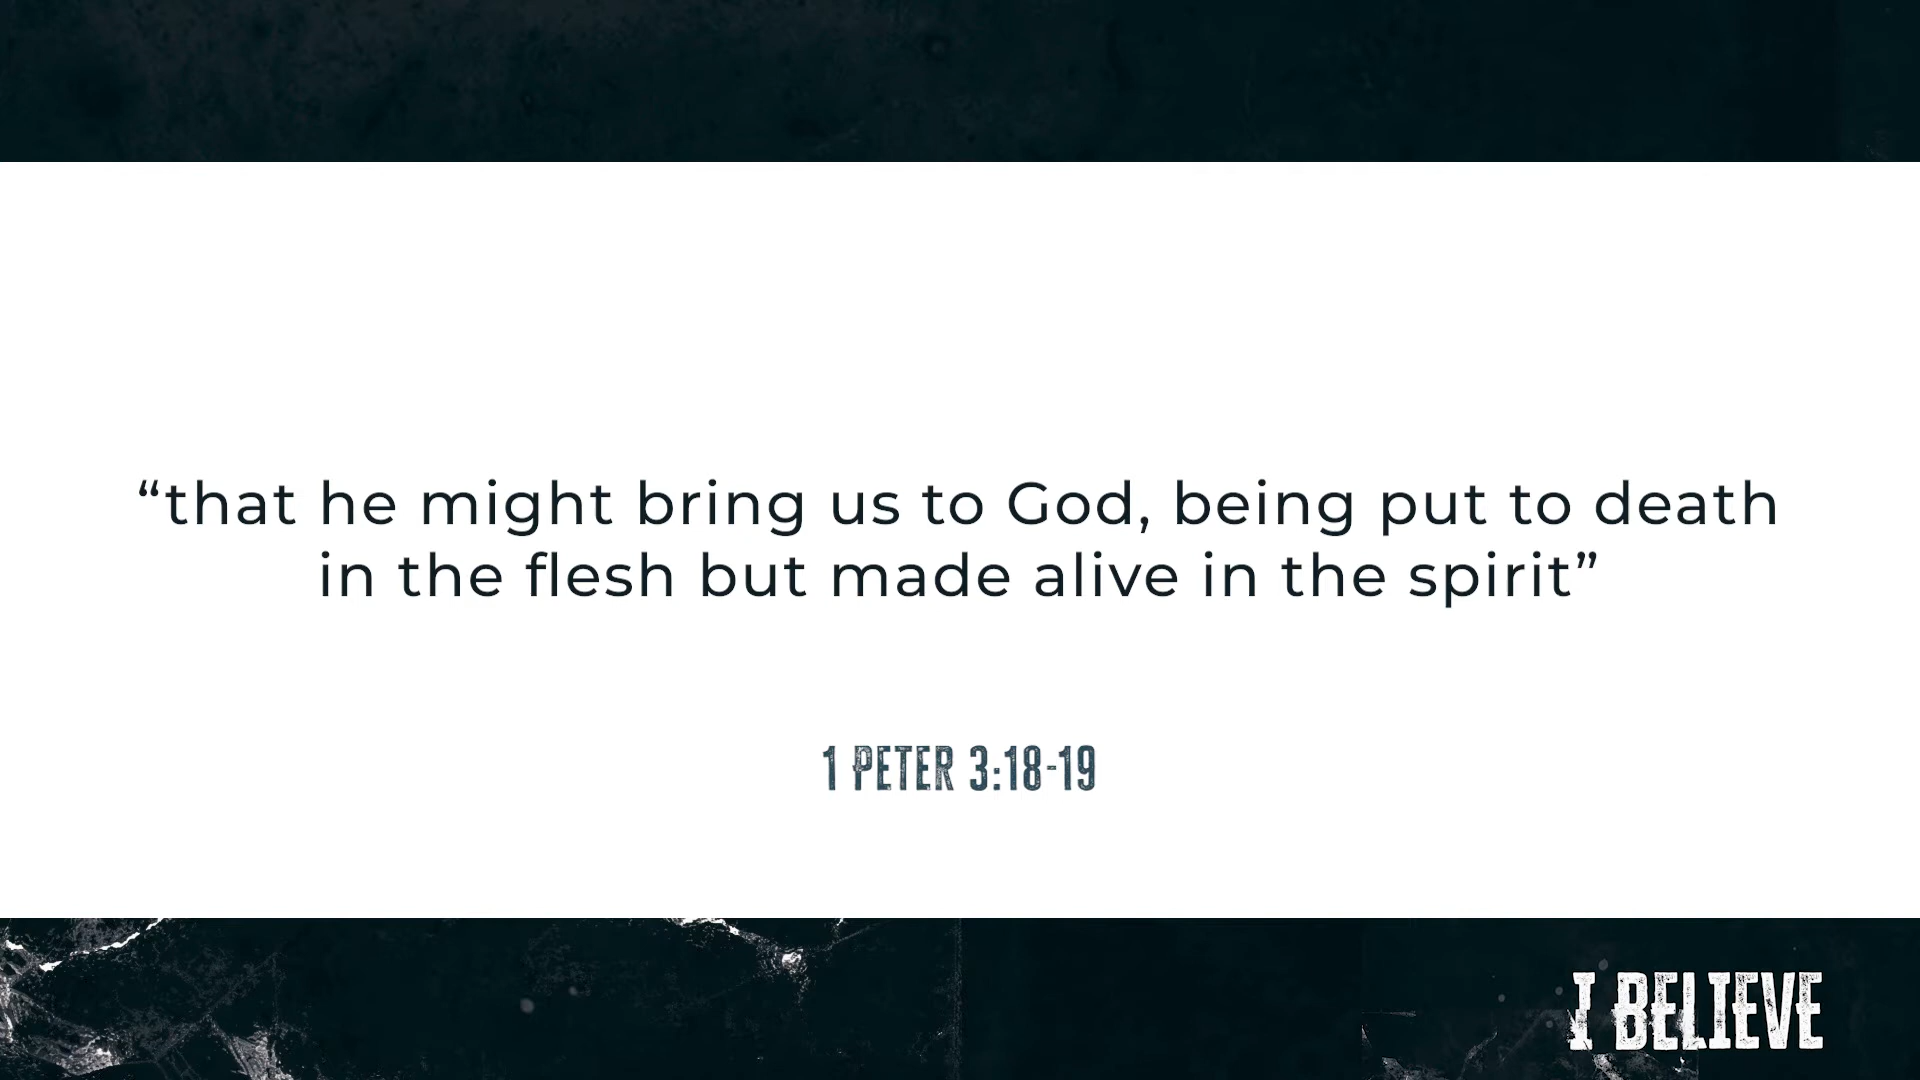 “that he might bring us to God, being put to death
in the flesh but made alive in the spirit”
1 PETER 3:18-19
I BELIEVE